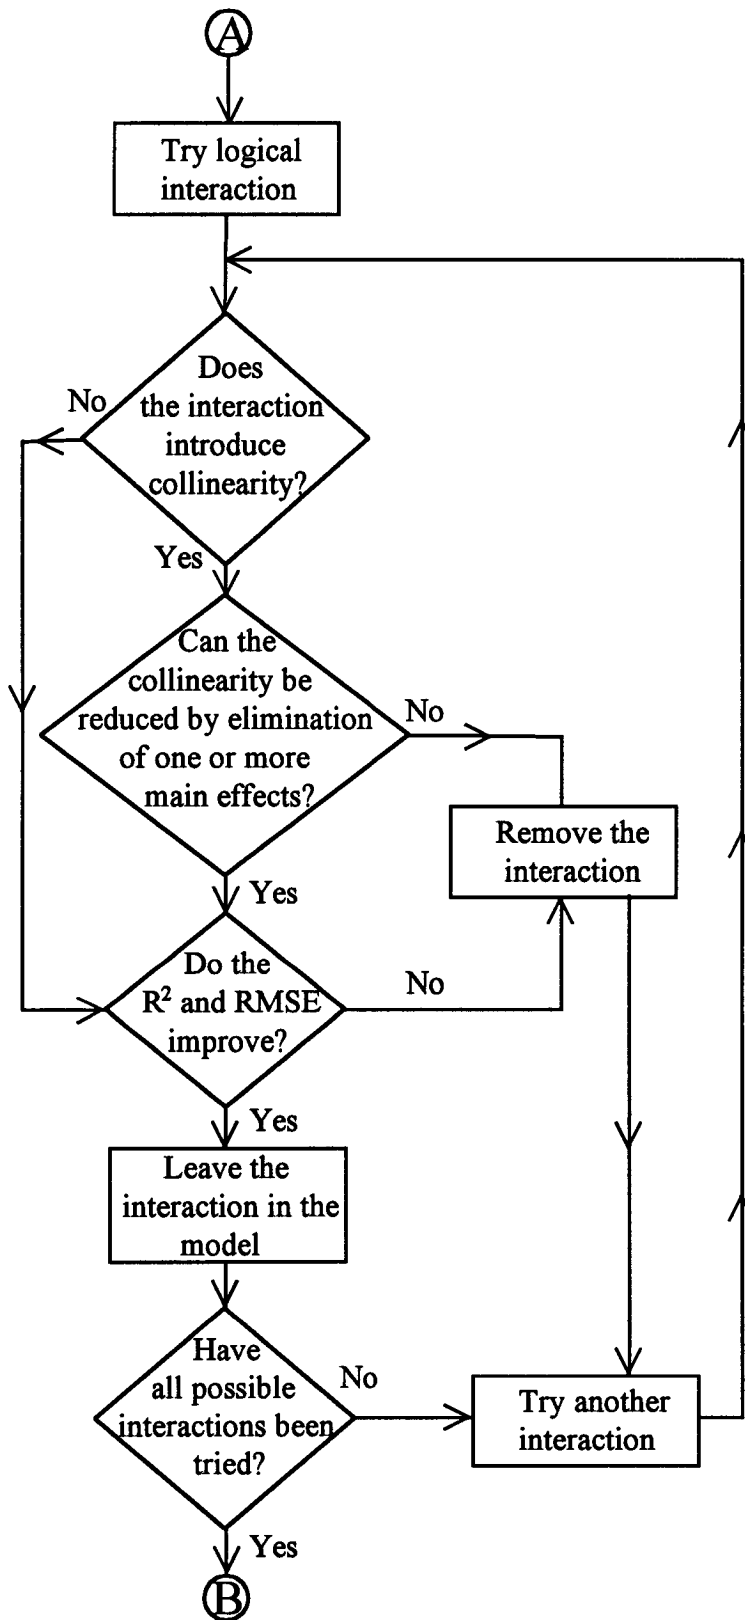 A
Try logical
interaction
Does
the interaction
introduce
collinearity?
No
Yes
Can the
collinearity be
reduced by elimination
of one or more
main effects?
No
Remove the
interaction
Yes
Do the
R² and RMSE
improve?
No
Yes
Leave the
interaction in the
model
Have
all possible
interactions been
tried?
No
Try another
interaction
Yes
B